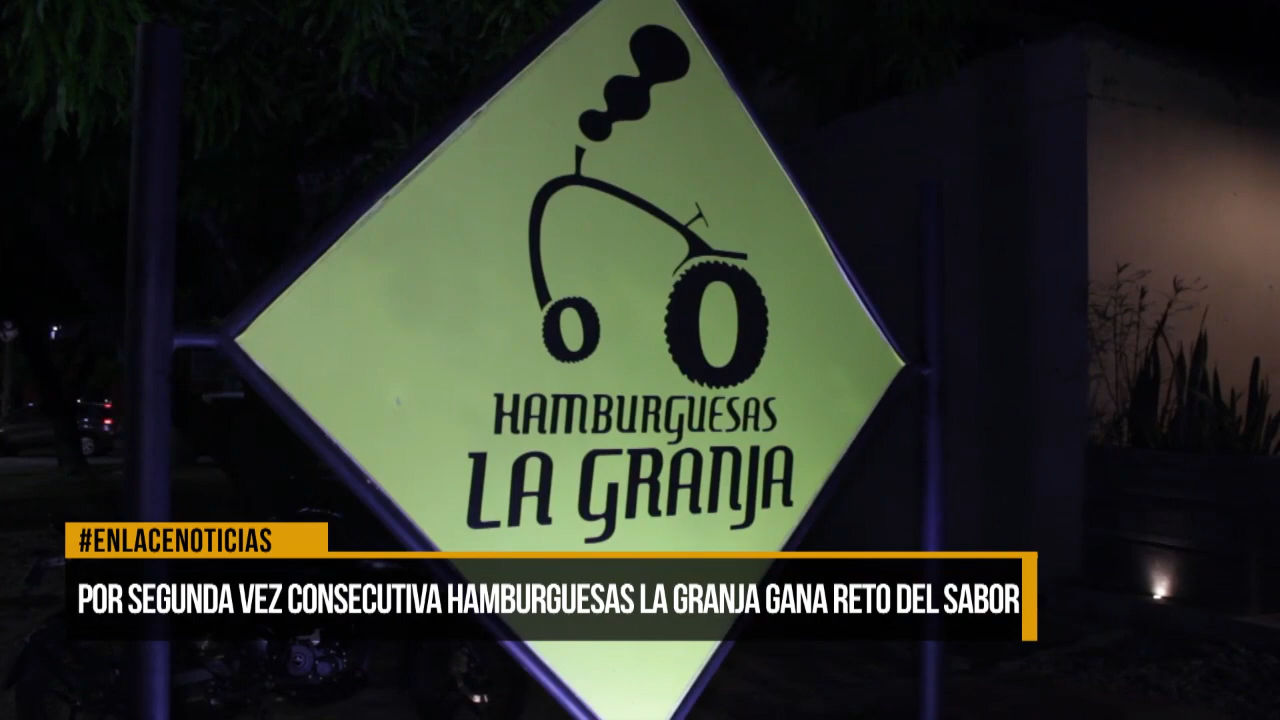 HAMBURGUESAS
LA GRANJA
#ENLACENOTICIAS
POR SEGUNDA VEZ CONSECUTIVA HAMBURGUESAS LA GRANJA GANA RETO DEL SABOR